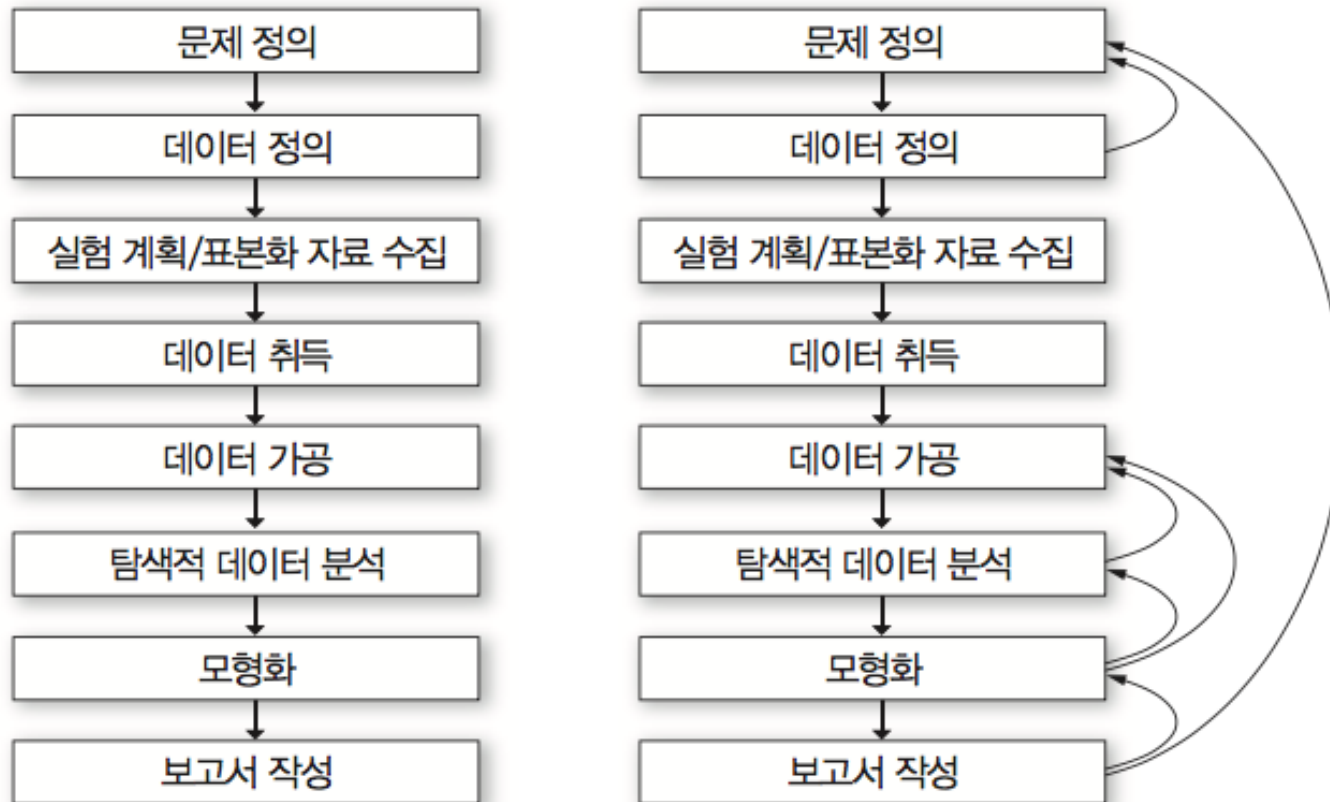 문제 정의
데이터 정의
실험 계획/표본화 자료 수집
데이터 취득
데이터 가공
탐색적 데이터 분석
모형화
보고서 작성
문제 정의
데이터 정의
실험 계획/표본화 자료 수집
데이터 취득
데이터 가공
탐색적 데이터 분석
모형화
보고서 작성